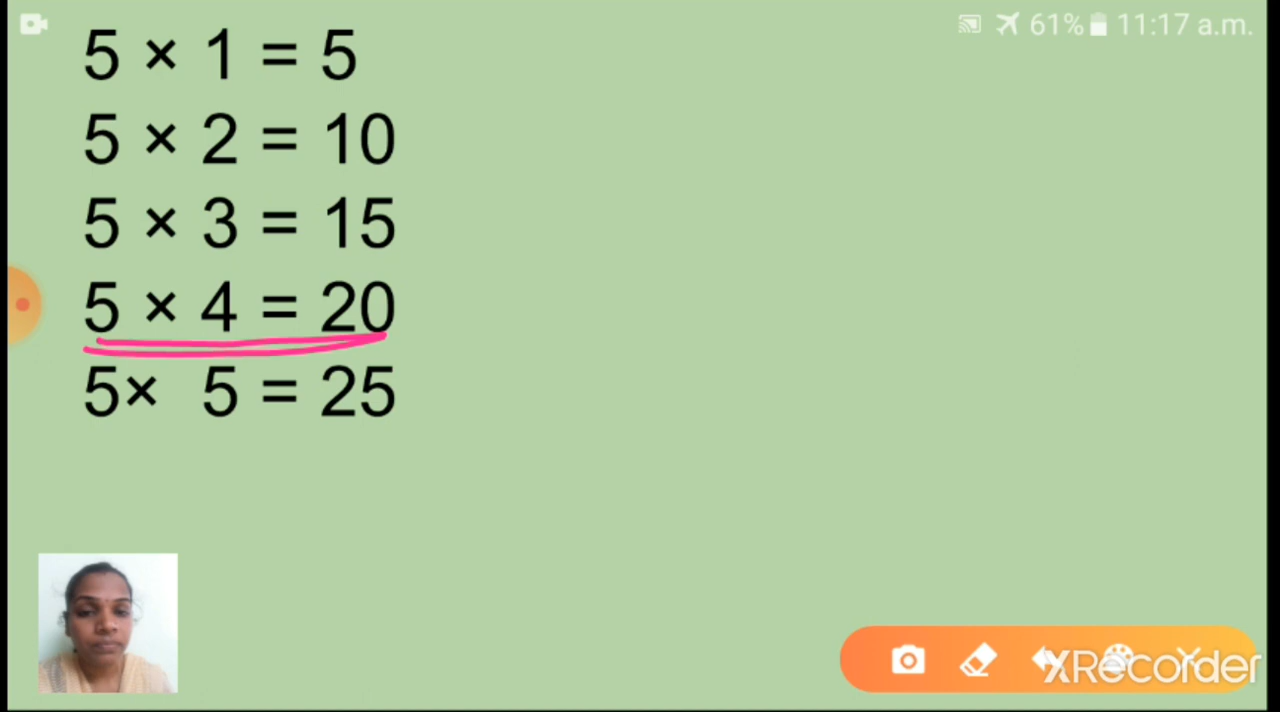 61% 11:17 a.m.
5 × 1 = 5
5 × 2 = 10
5 × 3 = 15
5 × 4 = 20
5× 5 = 25
XRecorder